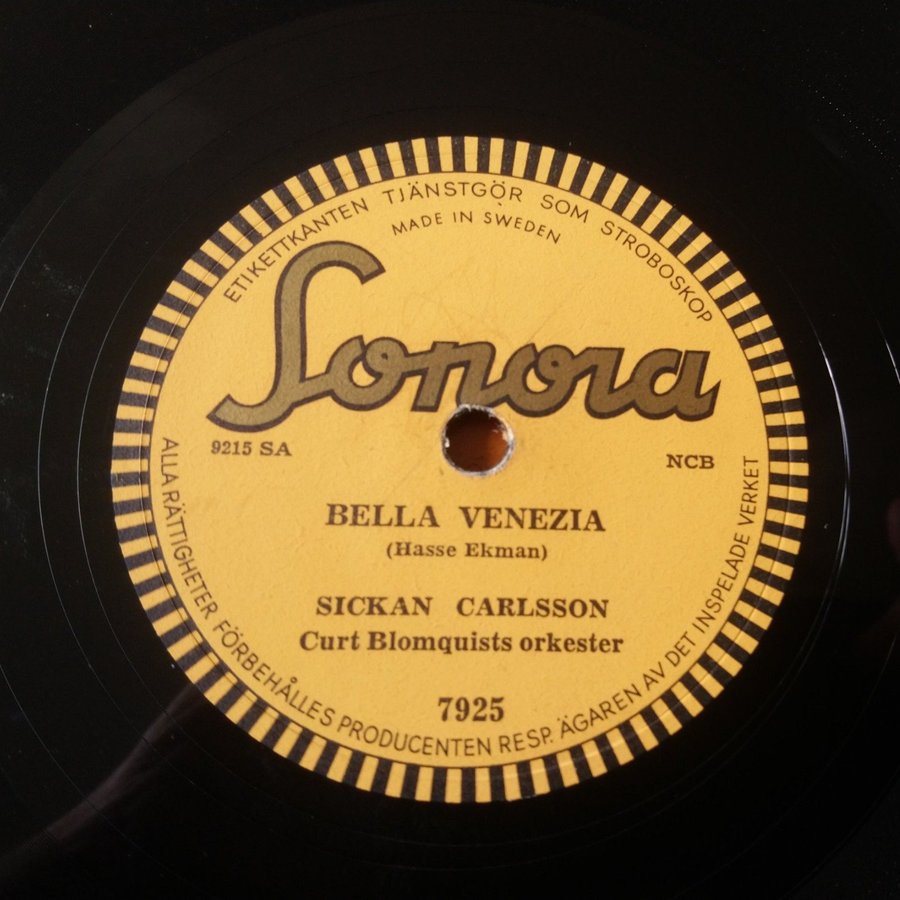 ETIKETTKANTEN TJÄNSTGÖR SOM STROBOSKOP
MADE IN SWEDEN
Sonora
9215 SA
NCB
BELLA VENEZIA
(Hasse Ekman)
SICKAN CARLSSON
Curt Blomquists orkester
7925
ALLA RÄTTIGHETER FÖRBEHÅLLES PRODUCENTEN RESP. ÄGAREN AV DET INSPELADE VERKET